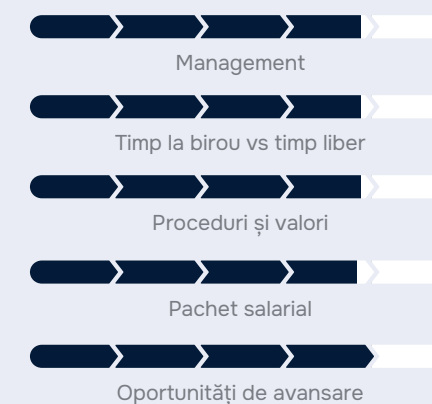 Management
Timp la birou vs timp liber
Proceduri și valori
Pachet salarial
Oportunități de avansare